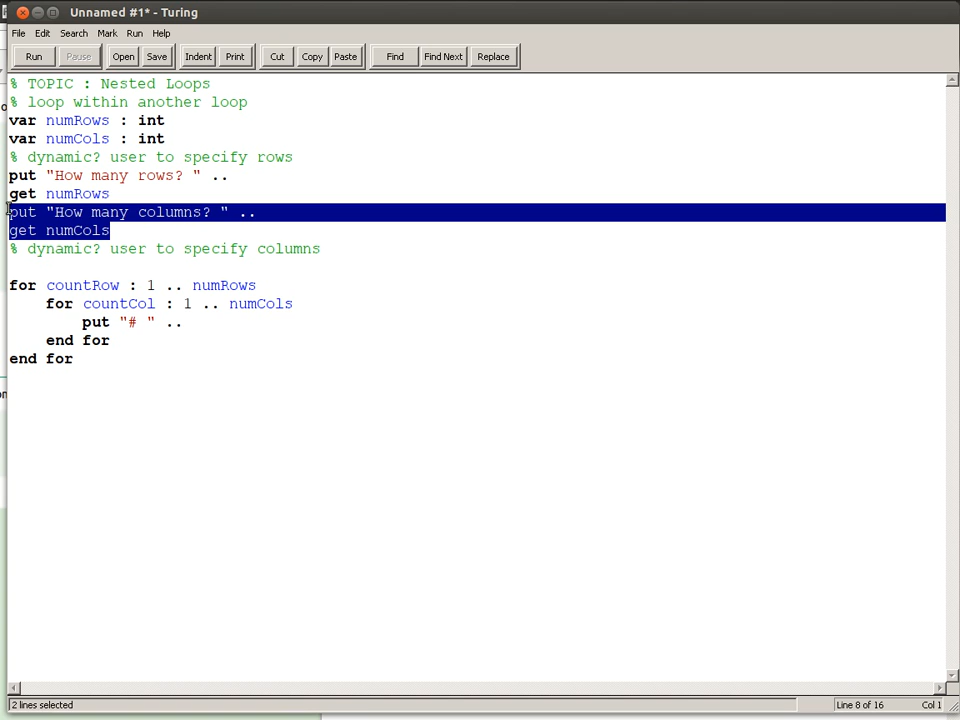 Unnamed #1* - Turing
File Edit Search Mark Run Help
Run Pause Open Save Indent Print Cut Copy Paste Find Find Next Replace
% TOPIC : Nested Loops
% loop within another loop
var numRows : int
var numCols : int
% dynamic? user to specify rows
put "How many rows? " ..
get numRows
put "How many columns? " ..
get numCols
% dynamic? user to specify columns
for countRow : 1 .. numRows
for countCol : 1 .. numCols
put "# " ..
end for
end for
2 lines selected Line 8 of 16 Col 1